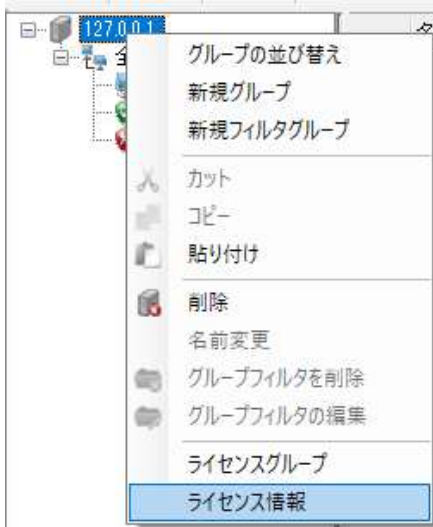 127.0.0.1
グループの並び替え
新規グループ
新規フィルタグループ
カット
コピー
貼り付け
削除
名前変更
グループフィルタを削除
グループフィルタの編集
ライセンスグループ
ライセンス情報